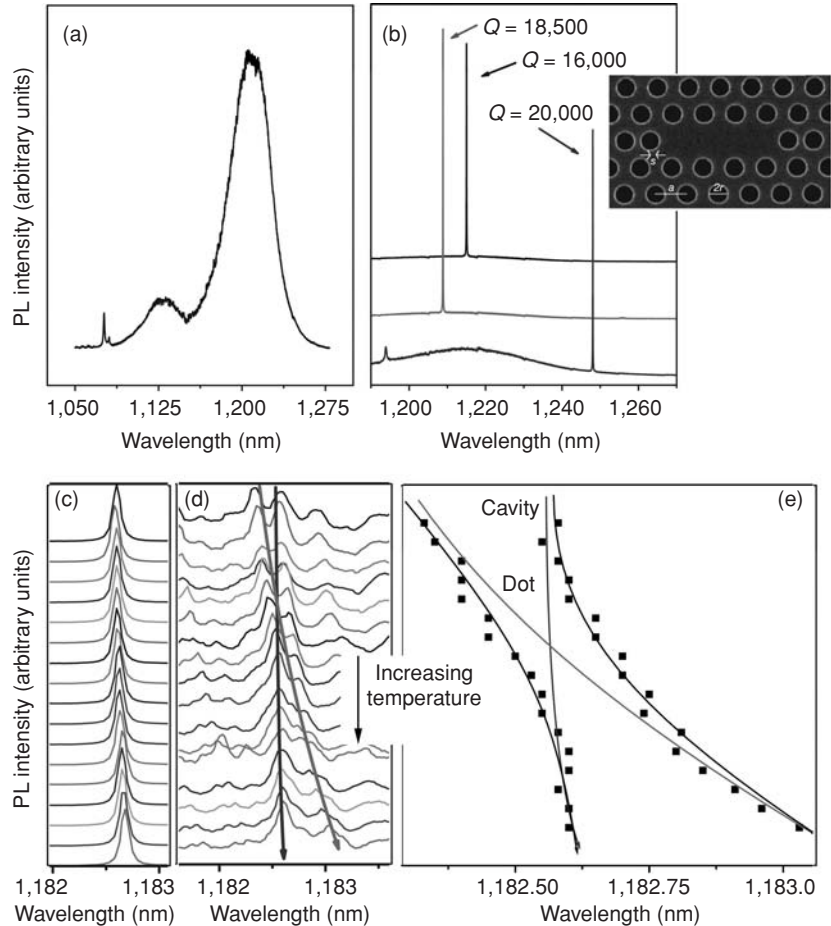 (a)
PL intensity (arbitrary units)
1,050 1,125 1,200 1,275
Wavelength (nm)
(b)
Q = 18,500
Q = 16,000
Q = 20,000
1,200 1,220 1,240 1,260
Wavelength (nm)
s
a
2r
(c)
PL intensity (arbitrary units)
1,182 1,183
Wavelength (nm)
(d)
Increasing
temperature
1,182 1,183
Wavelength (nm)
(e)
Cavity
Dot
1,182.50 1,182.75 1,183.0
Wavelength (nm)